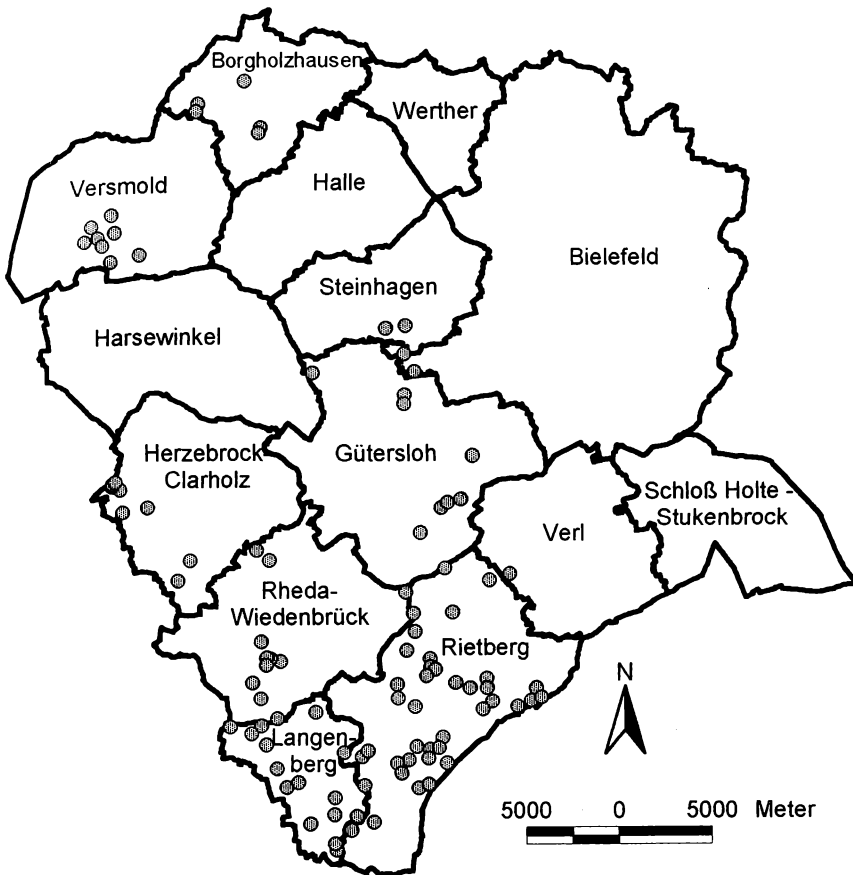 Borgholzhausen
Werther
Versmold
Halle
Bielefeld
Steinhagen
Harsewinkel
Herzebrock
Clarholz
Gütersloh
Schloß Holte -
Stukenbrock
Verl
Rheda-
Wiedenbrück
Rietberg
N
Langen-
berg
5000 0 5000 Meter